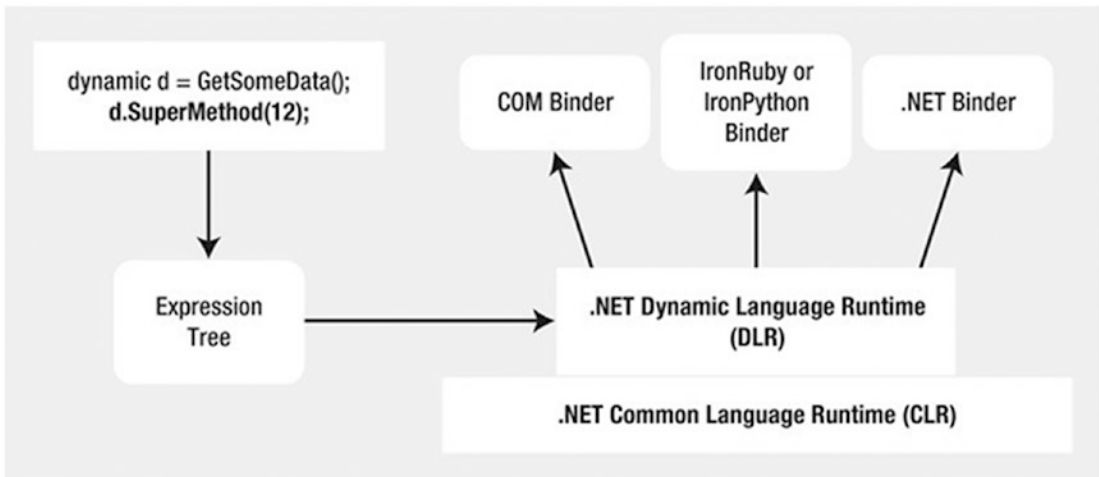 dynamic d = GetSomeData();
d.SuperMethod(12);
COM Binder
IronRuby or
IronPython
Binder
.NET Binder
Expression
Tree
.NET Dynamic Language Runtime
(DLR)
.NET Common Language Runtime (CLR)